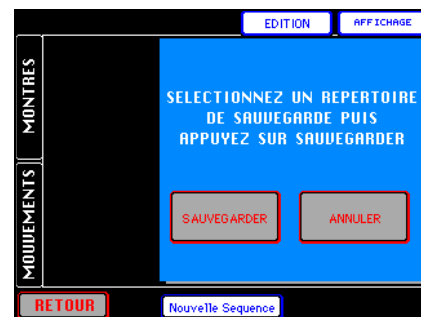 EDITION
AFFICHAGE
MONTRES
SELECTIONNEZ UN REPERTOIRE
DE SAUVEGARDE PUIS
APPUYEZ SUR SAUVEGARDER
SAUVEGARDER
ANNULER
MOUVEMENTS
RETOUR
Nouvelle Sequence